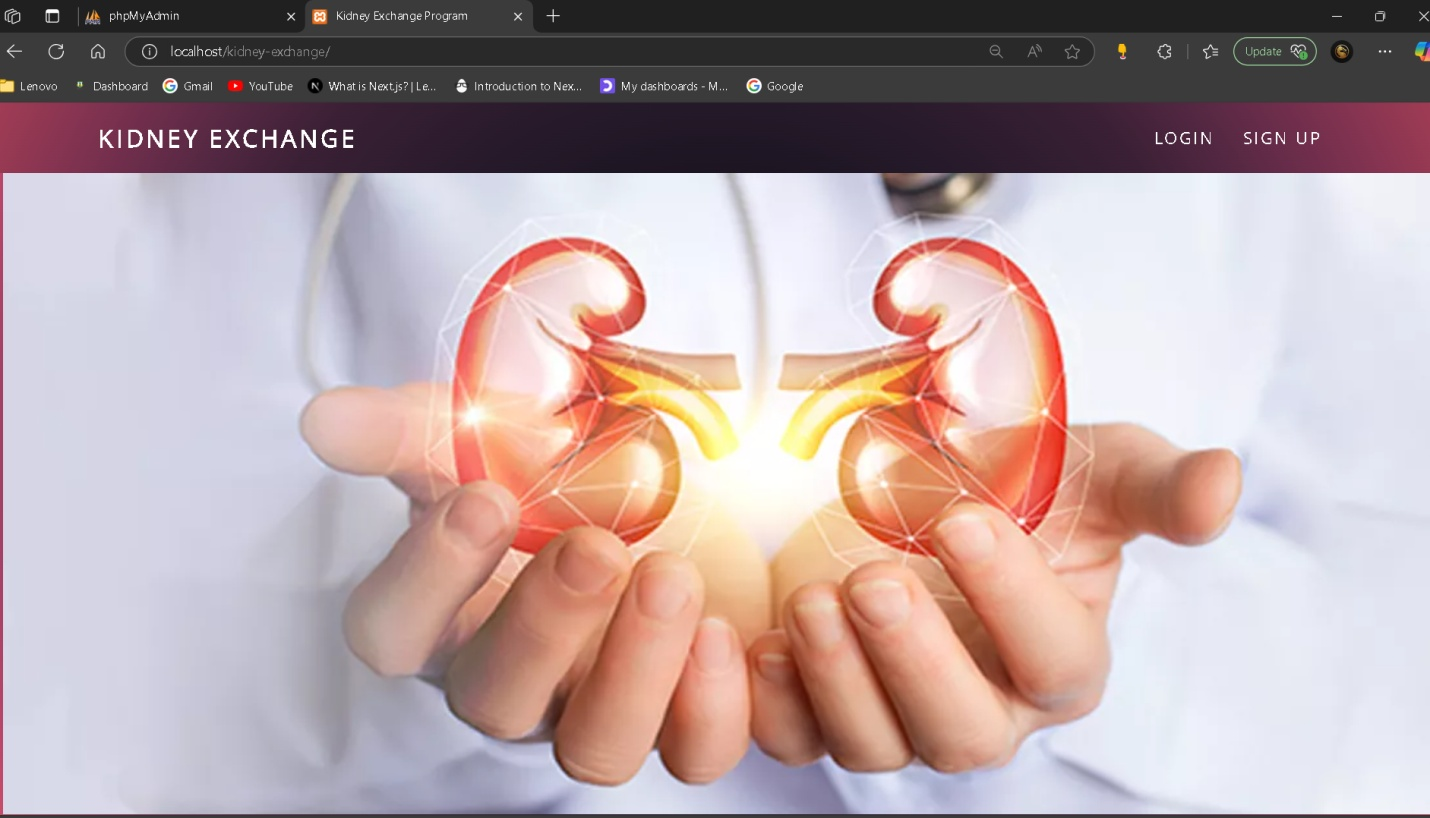 phpMyAdmin
Kidney Exchange Program
localhost/kidney-exchange/
Update
Lenovo
Dashboard
Gmail
YouTube
What is Next.js? | Le...
Introduction to Nex...
My dashboards - M...
Google
KIDNEY EXCHANGE
LOGIN
SIGN UP